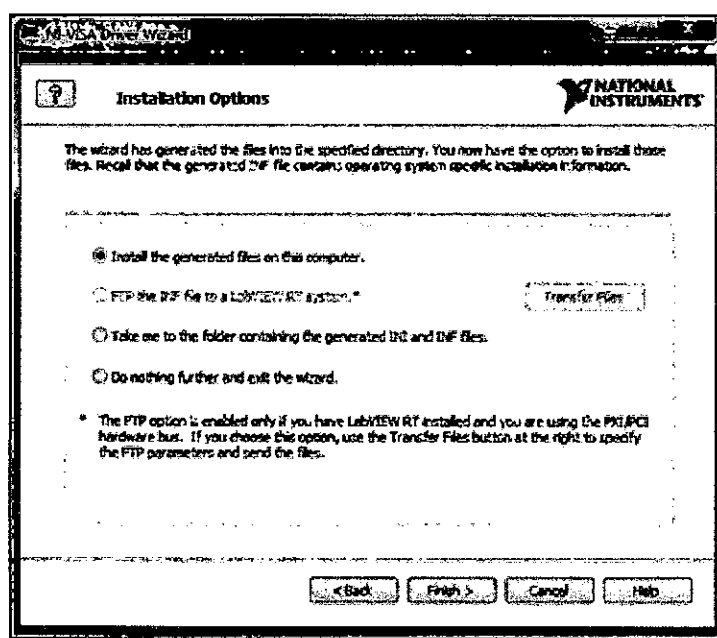 NI-VISA Driver Wizard
Installation Options
NATIONAL
INSTRUMENTS
The wizard has generated the files into the specified directory. You now have the option to install those
files. Recall that the generated INF file contains operating system specific installation information.
Install the generated files on this computer.
FTP the INF file to a LabVIEW RT system.*
Transfer Files
Take me to the folder containing the generated INI and INF files.
Do nothing further and exit the wizard.
* The FTP option is enabled only if you have LabVIEW RT installed and you are using the PXI/PCI
hardware bus. If you choose this option, use the Transfer Files button at the right to specify
the FTP parameters and send the files.
< Back
Finish >
Cancel
Help